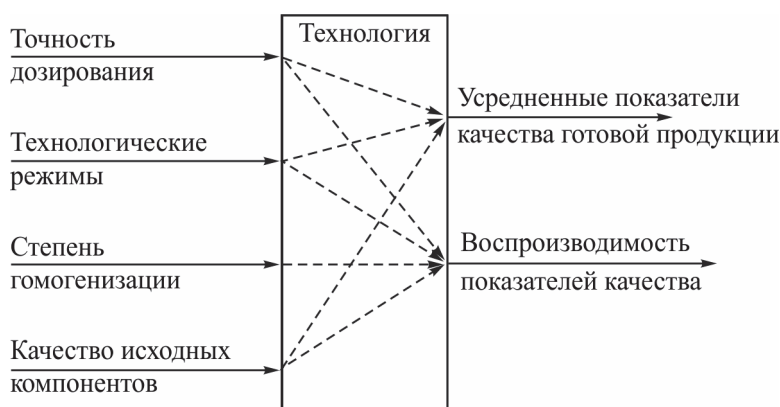 Технология
Точность
дозирования
Технологические
режимы
Степень
гомогенизации
Качество исходных
компонентов
Усредненные показатели
качества готовой продукции
Воспроизводимость
показателей качества